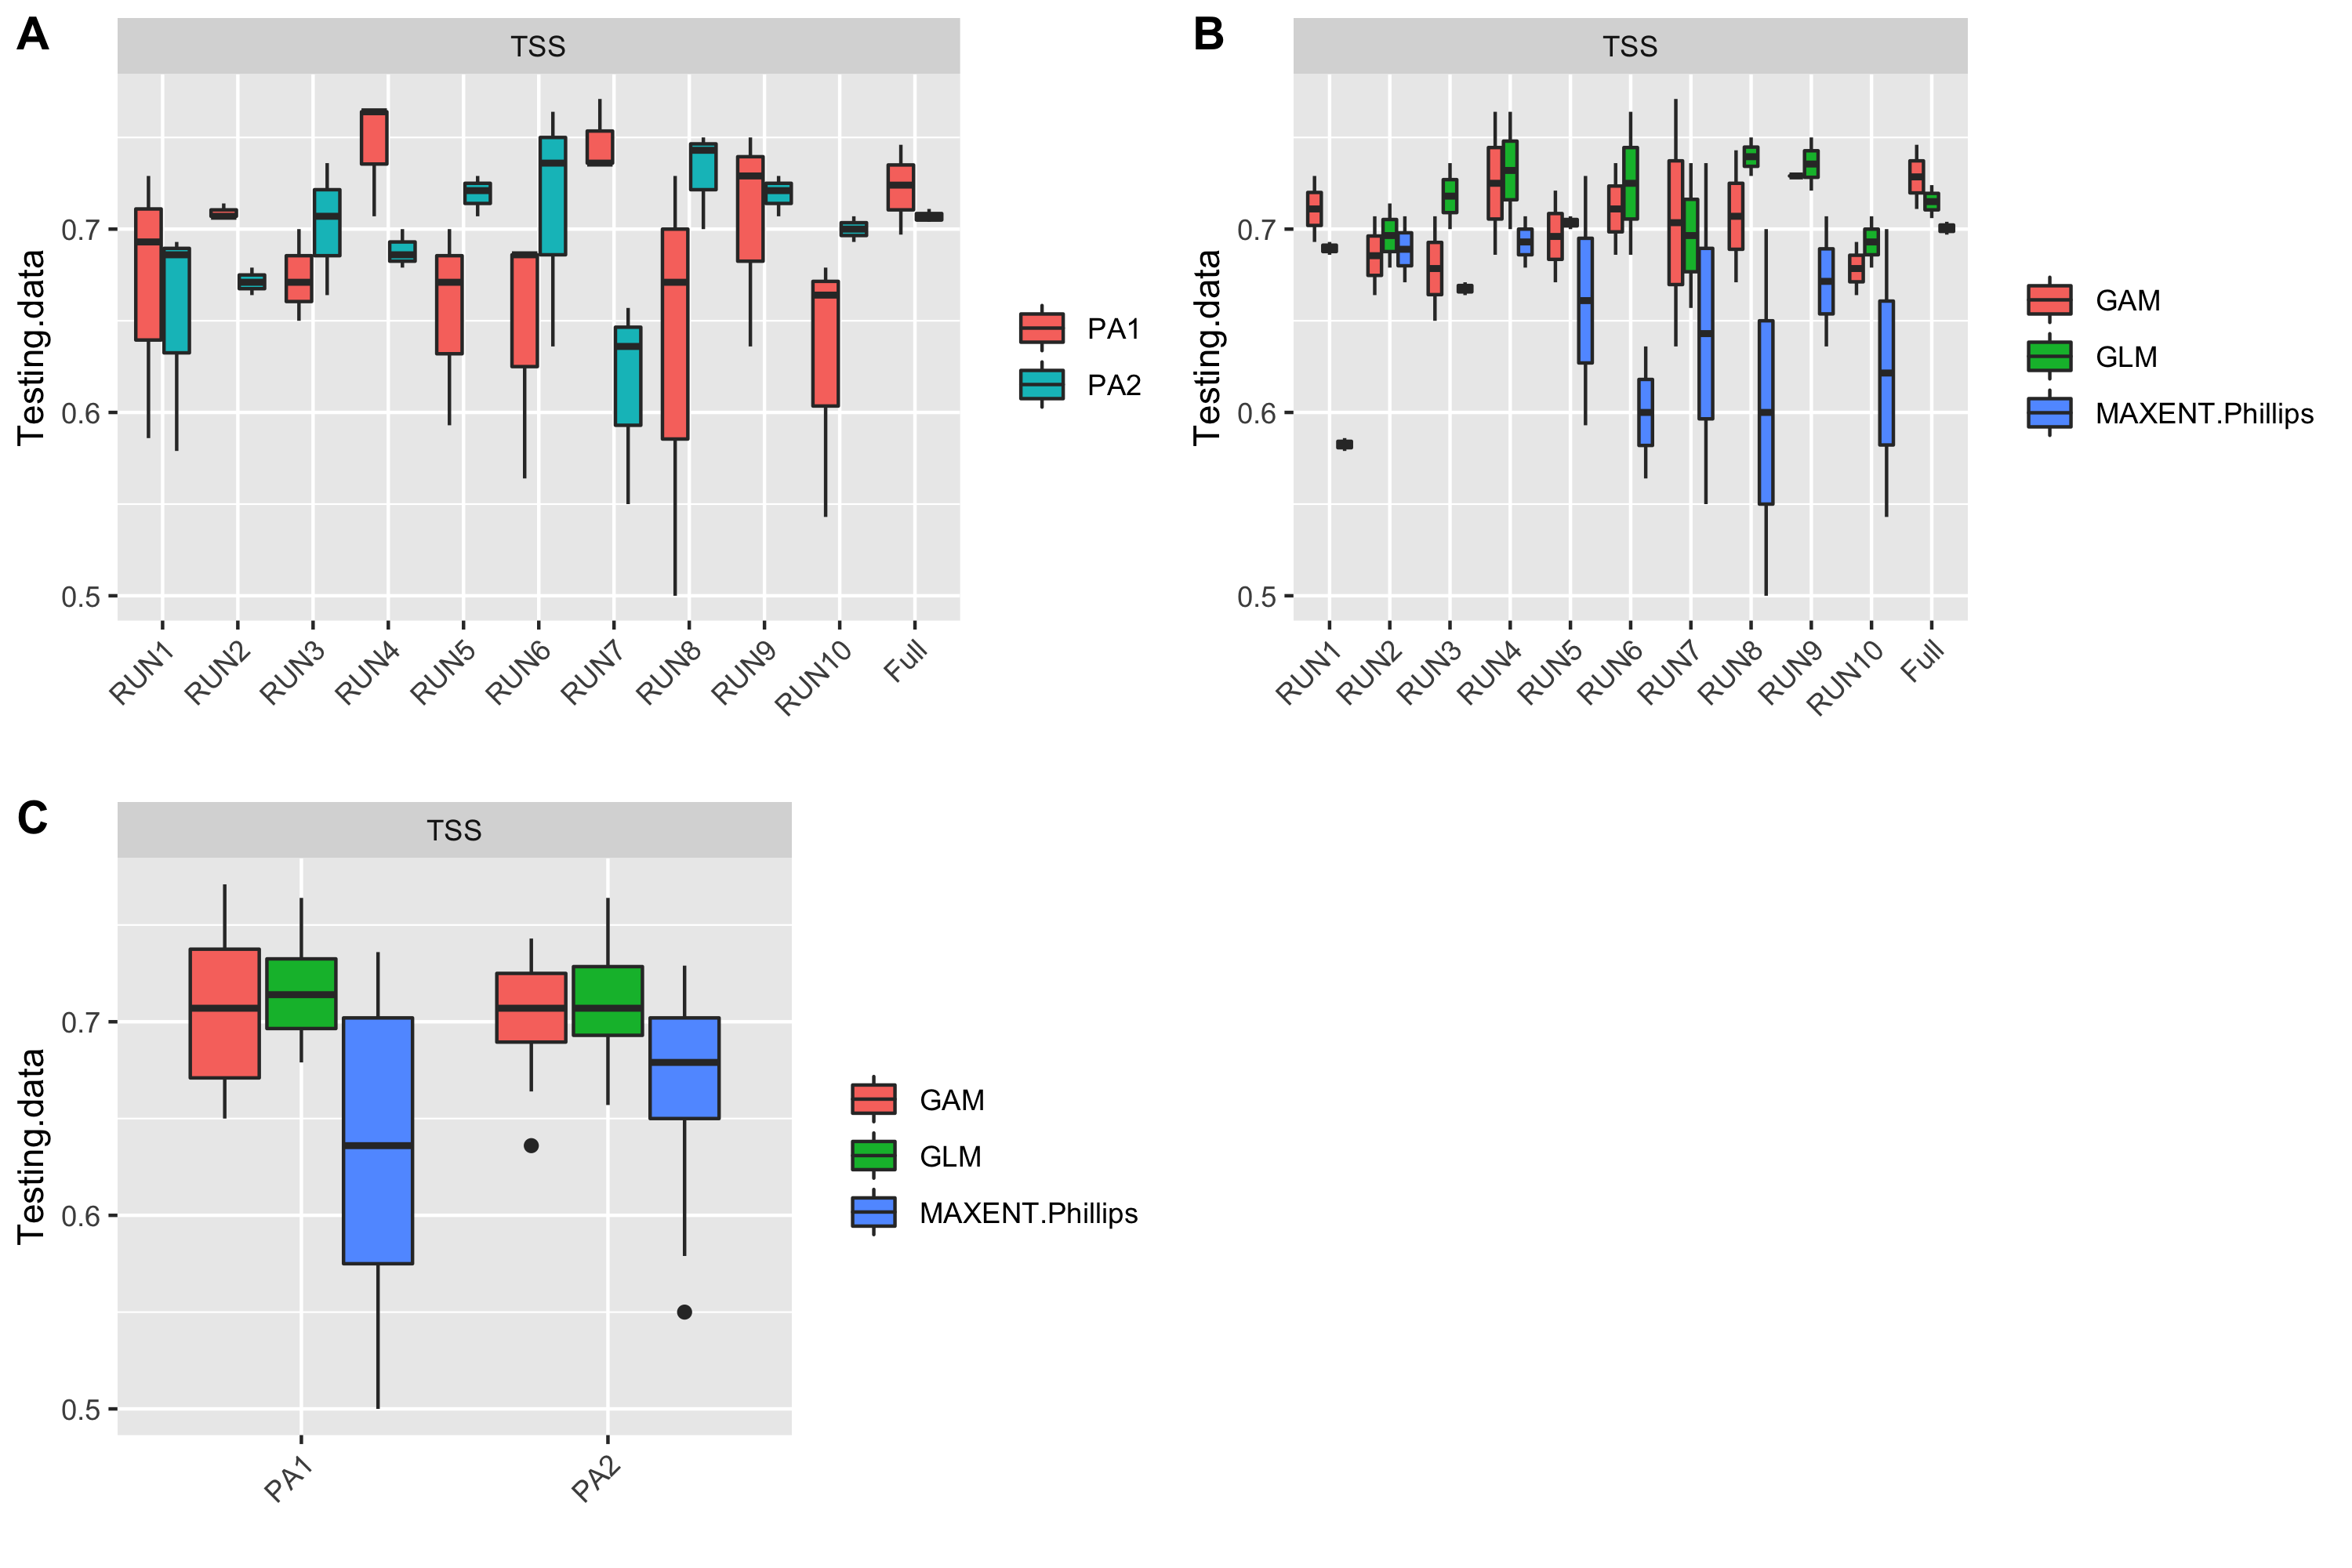 A
TSS
Testing.data
0.7
0.6
0.5
RUN1
RUN2
RUN3
RUN4
RUN5
RUN6
RUN7
RUN8
RUN9
RUN10
Full
PA1
PA2
B
TSS
Testing.data
0.7
0.6
0.5
RUN1
RUN2
RUN3
RUN4
RUN5
RUN6
RUN7
RUN8
RUN9
RUN10
Full
GAM
GLM
MAXENT.Phillips
C
TSS
Testing.data
0.7
0.6
0.5
PA1
PA2
GAM
GLM
MAXENT.Phillips